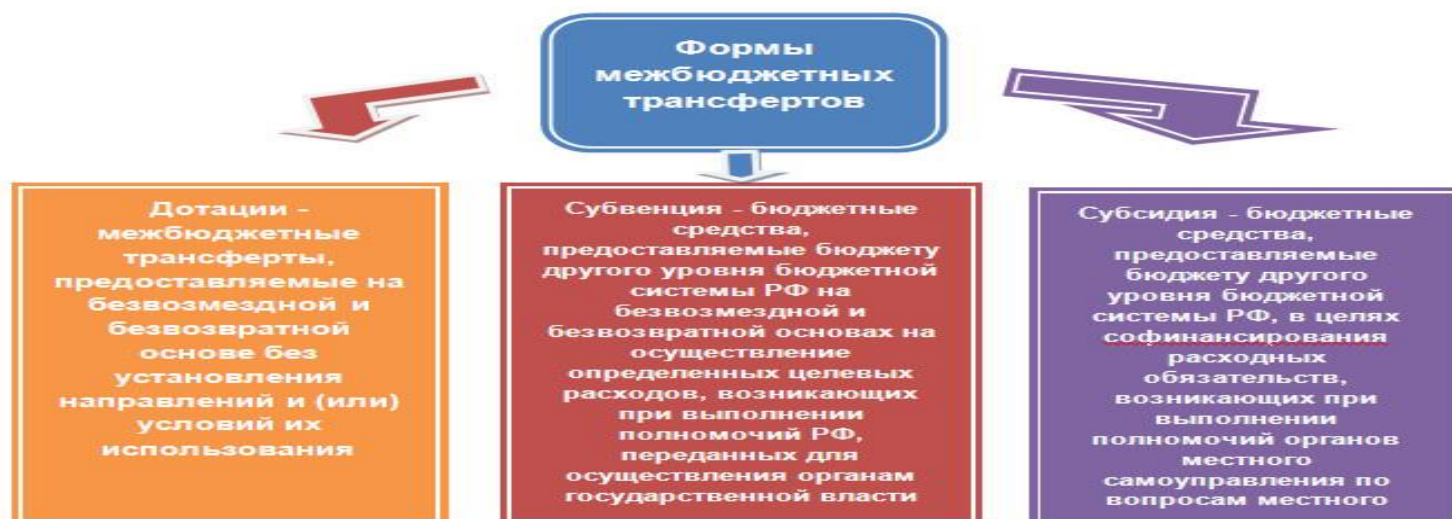 Формы
межбюджетных
трансфертов
Дотации –
межбюджетные
трансферты,
предоставляемые на
безвозмездной и
безвозвратной
основе без
установления
направлений и (или)
условий их
использования
Субвенция - бюджетные
средства,
предоставляемые бюджету
другого уровня бюджетной
системы РФ на
безвозмездной и
безвозвратной основах на
осуществление
определенных целевых
расходов, возникающих
при выполнении
полномочий РФ,
переданных для
осуществления органам
государственной власти
Субсидия - бюджетные
средства,
предоставляемые
бюджету другого
уровня бюджетной
системы РФ, в целях
софинансирования
расходных
обязательств,
возникающих при
выполнении
полномочий органов
местного
самоуправления по
вопросам местного